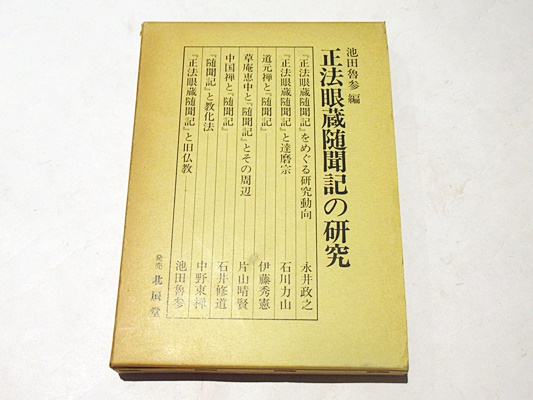 池田魯参 編
正法眼蔵随聞記の研究
『正法眼蔵随聞記』をめぐる研究動向 永井政之
『正法眼蔵随聞記』と達磨宗 石川力山
道元禅と『随聞記』 伊藤秀憲
草庵恵中と『随聞記』とその周辺 片山晴賢
中国禅と『随聞記』 石井修道
『随聞記』と教化法 中野東禅
『正法眼蔵随聞記』と旧仏教 池田魯参
発売 北辰堂